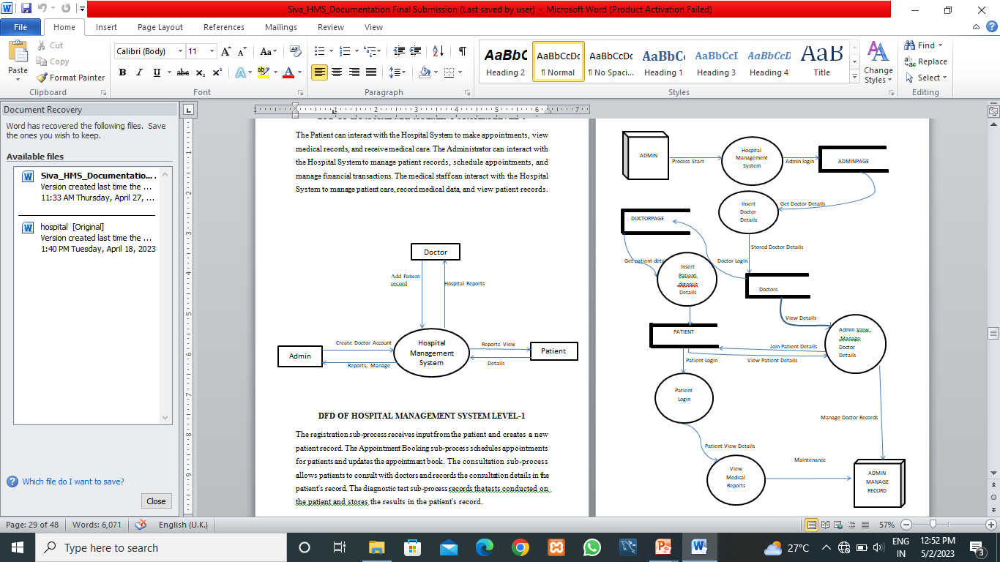 Siva_HMS_Documentation Final Submission (Last saved by user) - Microsoft Word (Product Activation Failed)
File Home Insert Page Layout References Mailings Review View
Paste
Cut
Copy
Format Painter
Clipboard
Calibri (Body) 11
Font
Paragraph
AaBbC AaBbCcDc AaBbCcDc AaBbCc AaBbCcD AaBbCcD AaB
Heading 2 ¶ Normal ¶ No Spaci... Heading 1 Heading 3 Heading 4 Title
Styles
Change
Styles
Find
Replace
Select
Editing
Document Recovery
Word has recovered the following files. Save
the ones you wish to keep.
Available files
Siva_HMS_Documentatio...
Version created last time the ...
11:33 AM Thursday, April 27, ...
hospital [Original]
Version created last time the ...
1:40 PM Tuesday, April 18, 2023
Which file do I want to save?
Close
The Patient can interact with the Hospital System to make appointments, view
medical records, and receive medical care. The Administrator can interact with
the Hospital System to manage patient records, schedule appointments, and
manage financial transactions. The medical staff can interact with the Hospital
System to manage patient care, record medical data, and view patient records.
Doctor
Add Patient
record
Hospital Reports
Create Doctor Account
Admin
Reports, Manage
Hospital
Management
System
Reports View
Patient
Details
DFD OF HOSPITAL MANAGEMENT SYSTEM LEVEL-1
The registration sub-process receives input from the patient and creates a new
patient record. The Appointment Booking sub-process schedules appointments
for patients and updates the appointment book. The consultation sub-process
allows patients to consult with doctors and records the consultation details in the
patient's record. The diagnostic test sub-process records the tests conducted on
the patient and stores the results in the patient's record.
ADMIN
Process Start
Hospital
Management
System
Admin login
ADMINPAGE
Insert
Doctor
Details
Get Doctor Details
DOCTORPAGE
Stored Doctor Details
Get patient detai
Doctor Login
Insert
Patient
dignosis
Details
Doctors
View Details
PATIENT
Admin View
Manage
Doctor
Details
Join Patient Details
Patient Login
View Patient Details
Patient
Login
Manage Doctor Records
Patient View Details
Maintenance
View
Medical
Reports
ADMIN
MANAGE
RECORD
Page: 29 of 48 Words: 6,071 English (U.K.) 57%
Type here to search
27°C
ENG
IN
12:52 PM
5/2/2023
3